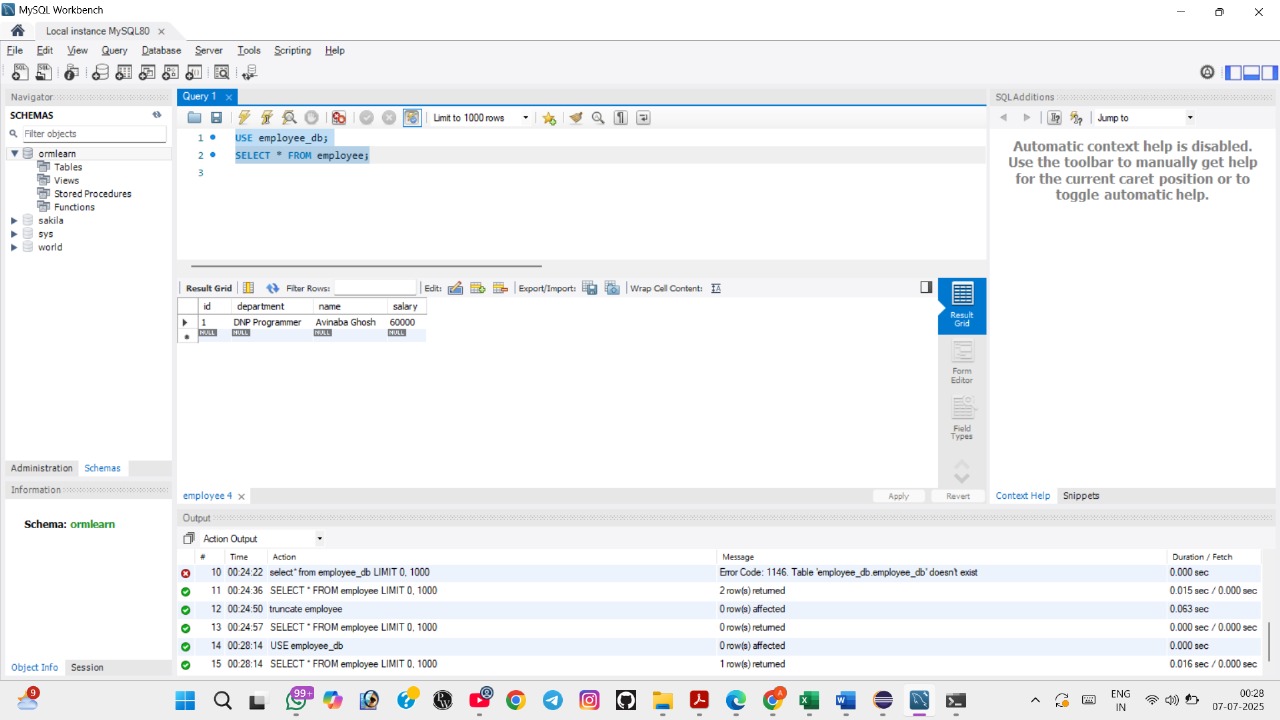 MySQL Workbench
Local instance MySQL80
File Edit View Query Database Server Tools Scripting Help
Navigator
SCHEMAS
Filter objects
ormlearn
Tables
Views
Stored Procedures
Functions
sakila
sys
world
Administration Schemas
Information
Schema: ormlearn
Object Info Session
Query 1
Limit to 1000 rows
1 USE employee_db;
2 SELECT * FROM employee;
3
Result Grid Filter Rows: Edit: Export/Import: Wrap Cell Content:
id department name salary
1 DNP Programmer Avinaba Ghosh 60000
NULL NULL NULL NULL
Result Grid
Form Editor
Field Types
employee 4
Apply Revert
SQLAdditions
Jump to
Automatic context help is disabled.
Use the toolbar to manually get help
for the current caret position or to
toggle automatic help.
Context Help Snippets
Output
Action Output
# Time Action Message Duration / Fetch
10 00:24:22 select* from employee_db LIMIT 0, 1000 Error Code: 1146. Table 'employee_db.employee_db' doesn't exist 0.000 sec
11 00:24:36 SELECT * FROM employee LIMIT 0, 1000 2 row(s) returned 0.015 sec / 0.000 sec
12 00:24:50 truncate employee 0 row(s) affected 0.063 sec
13 00:24:57 SELECT * FROM employee LIMIT 0, 1000 0 row(s) returned 0.000 sec / 0.000 sec
14 00:28:14 USE employee_db 0 row(s) affected 0.000 sec
15 00:28:14 SELECT * FROM employee LIMIT 0, 1000 1 row(s) returned 0.016 sec / 0.000 sec
9
99+
ENG
IN
00:28
07-07-2025